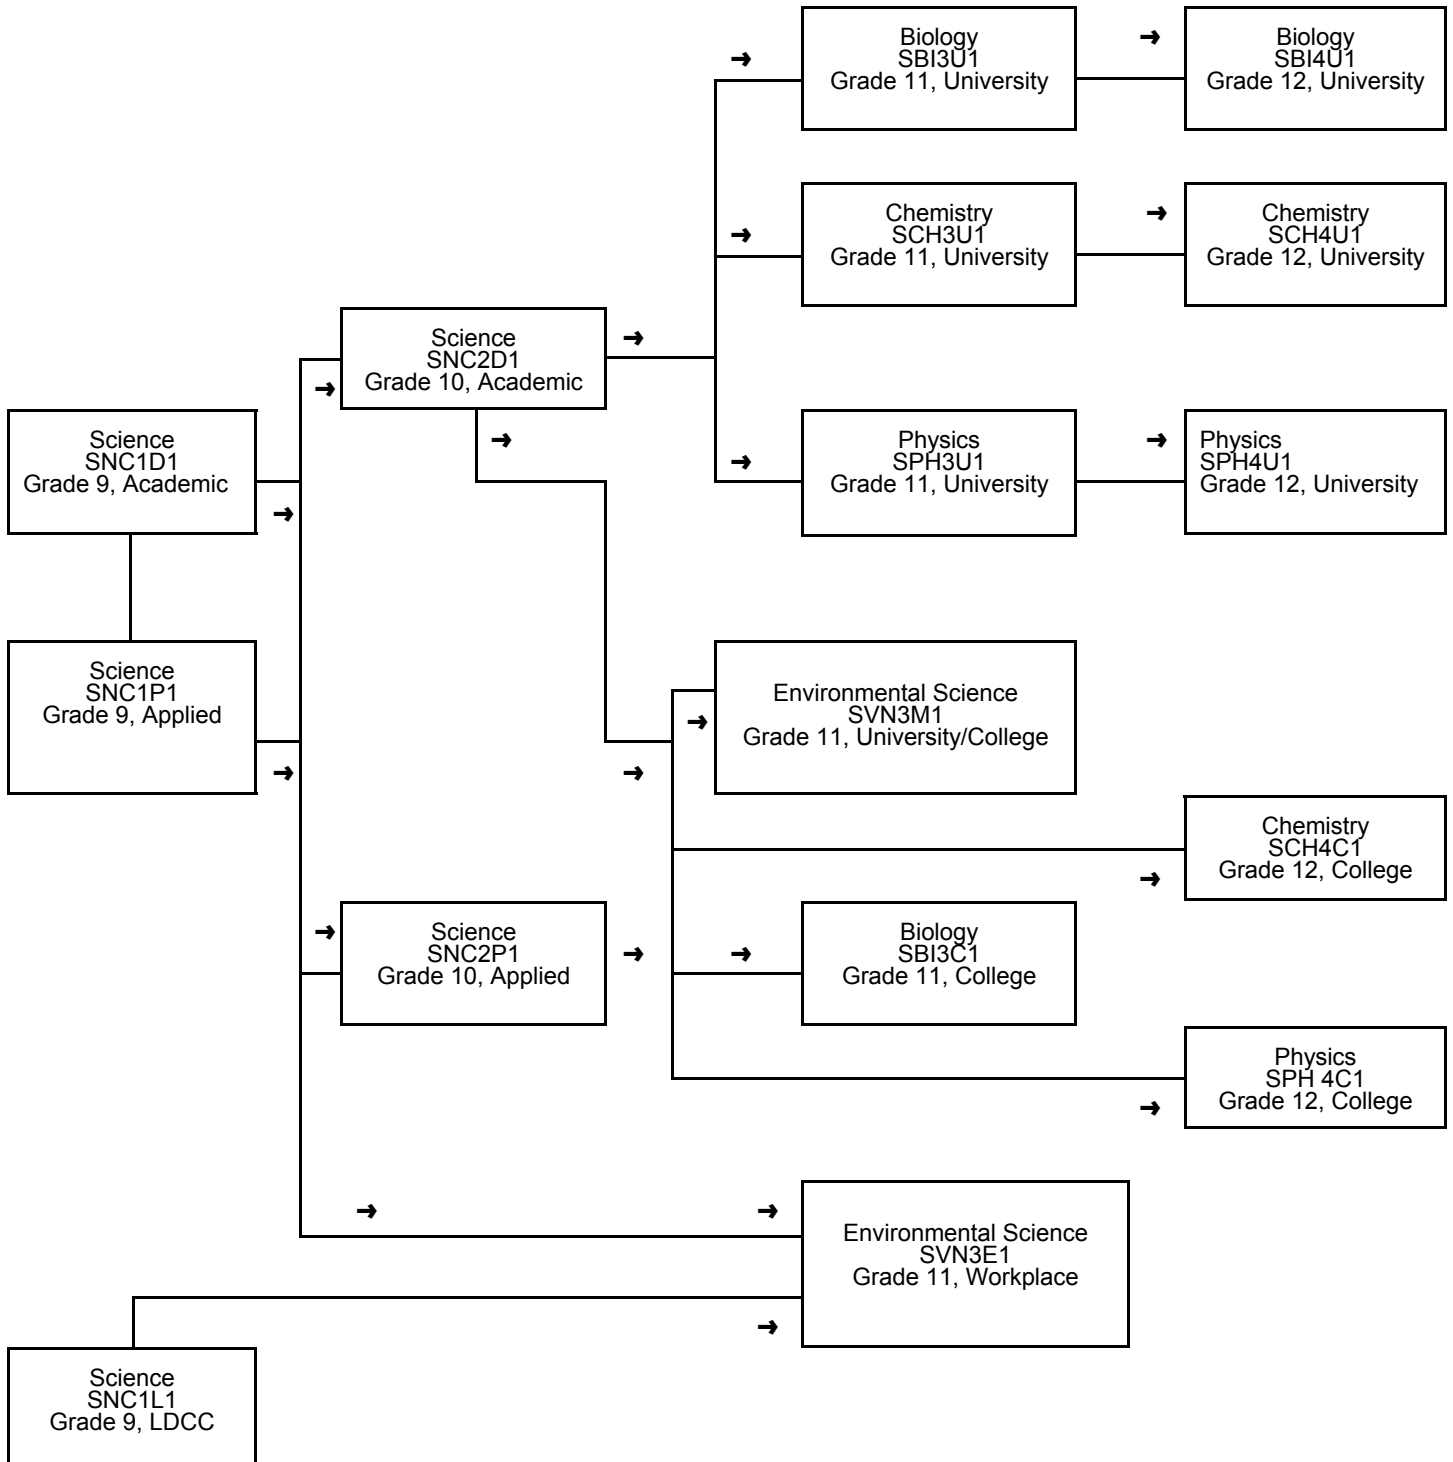 Biology
SBI3U1
Grade 11, University
Biology
SBI4U1
Grade 12, University
Chemistry
SCH3U1
Grade 11, University
Chemistry
SCH4U1
Grade 12, University
Science
SNC2D1
Grade 10, Academic
Science
SNC1D1
Grade 9, Academic
Physics
SPH3U1
Grade 11, University
Physics
SPH4U1
Grade 12, University
Science
SNC1P1
Grade 9, Applied
Environmental Science
SVN3M1
Grade 11, University/College
Chemistry
SCH4C1
Grade 12, College
Science
SNC2P1
Grade 10, Applied
Biology
SBI3C1
Grade 11, College
Physics
SPH 4C1
Grade 12, College
Environmental Science
SVN3E1
Grade 11, Workplace
Science
SNC1L1
Grade 9, LDCC